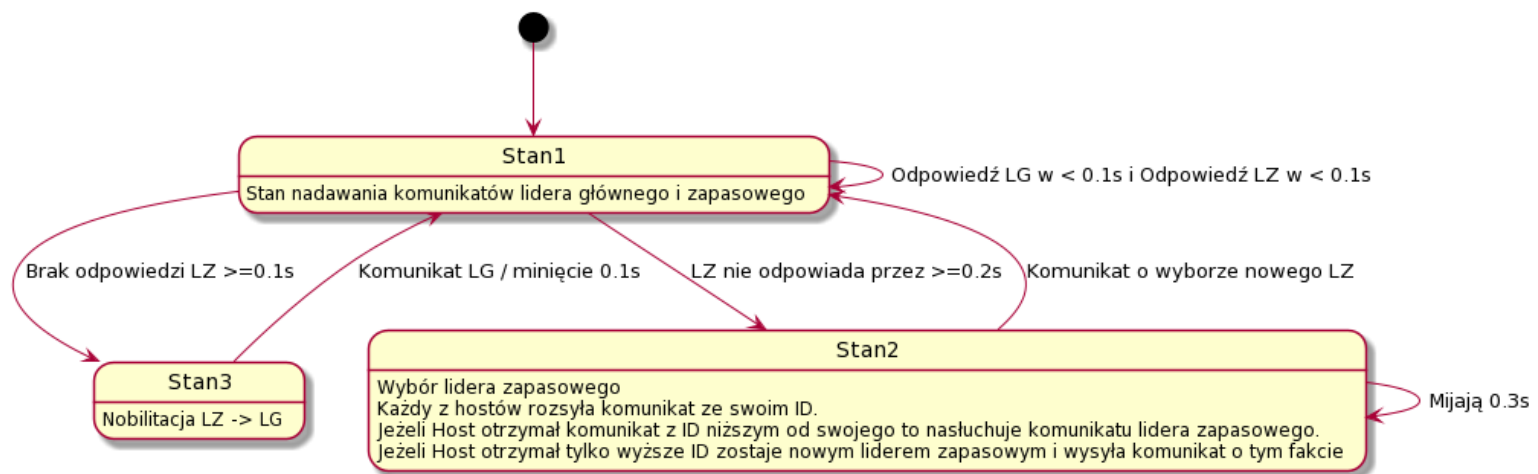 Stan1
Stan nadawania komunikatów lidera głównego i zapasowego
Odpowiedź LG w < 0.1s i Odpowiedź LZ w < 0.1s
Brak odpowiedzi LZ >=0.1s
Komunikat LG / minięcie 0.1s
LZ nie odpowiada przez >=0.2s
Komunikat o wyborze nowego LZ
Stan3
Nobilitacja LZ -> LG
Stan2
Wybór lidera zapasowego
Każdy z hostów rozsyła komunikat ze swoim ID.
Jeżeli Host otrzymał komunikat z ID niższym od swojego to nasłuchuje komunikatu lidera zapasowego.
Jeżeli Host otrzymał tylko wyższe ID zostaje nowym liderem zapasowym i wysyła komunikat o tym fakcie
Mijają 0.3s